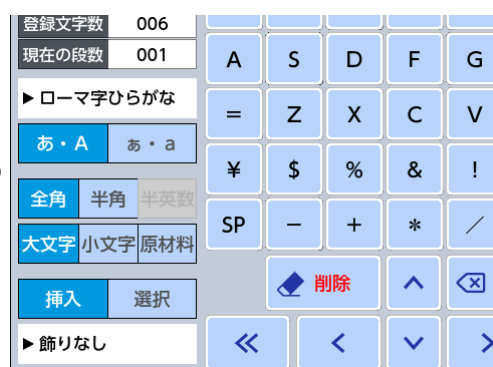 登録文字数 006
現在の段数 001
▶ ローマ字ひらがな
あ・A ぁ・a
全角 半角 半英数
大文字 小文字 原材料
挿入 選択
▶ 飾りなし
A S D F G
= Z X C V
¥ $ % & !
SP − + * ／
削除 ^
≪ < ∨ >